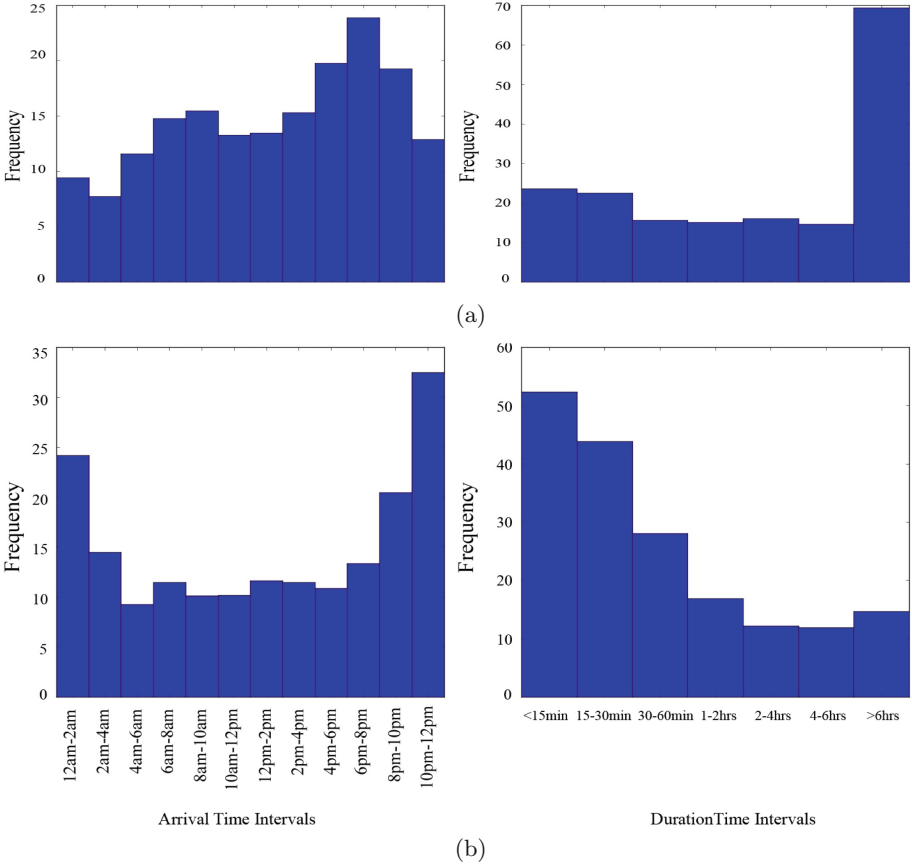 25
20
15
10
5
0
Frequency
70
60
50
40
30
20
10
0
Frequency
(a)
35
30
25
20
15
10
5
0
Frequency
12am-2am
2am-4am
4am-6am
6am-8am
8am-10am
10am-12pm
12pm-2pm
2pm-4pm
4pm-6pm
6pm-8pm
8pm-10pm
10pm-12pm
Arrival Time Intervals
60
50
40
30
20
10
0
Frequency
<15min 15-30min 30-60min 1-2hrs 2-4hrs 4-6hrs >6hrs
DurationTime Intervals
(b)